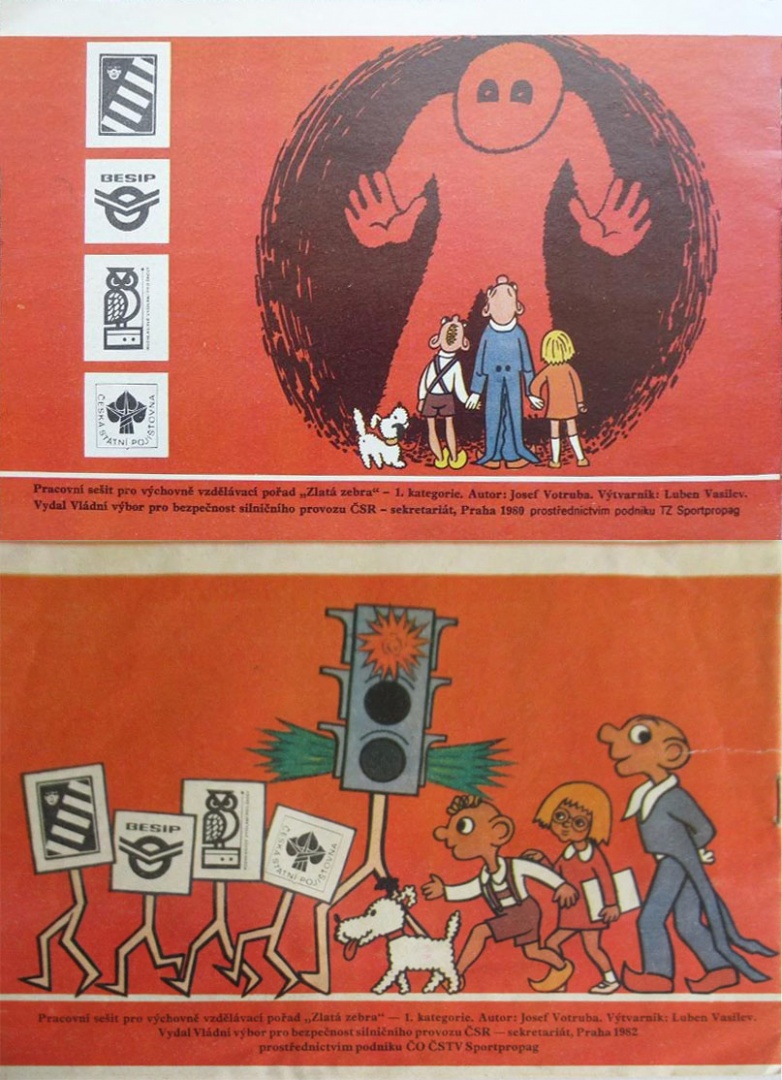 BESIP
ČESKÁ STÁTNÍ POJIŠŤOVNA
Pracovní sešit pro výchovně vzdělávací pořad „Zlatá zebra“ – 1. kategorie. Autor: Josef Votruba. Výtvarník: Luben Vasilev.
Vydal Vládní výbor pro bezpečnost silničního provozu ČSR – sekretariát, Praha 1980 prostřednictvím podniku TZ Sportpropag
BESIP
ČESKÁ STÁTNÍ POJIŠŤOVNA
Pracovní sešit pro výchovně vzdělávací pořad „Zlatá zebra“ — 1. kategorie. Autor: Josef Votruba. Výtvarník: Luben Vasilev.
Vydal Vládní výbor pro bezpečnost silničního provozu ČSR — sekretariát, Praha 1982
prostřednictvím podniku ČO ČSTV Sportpropag